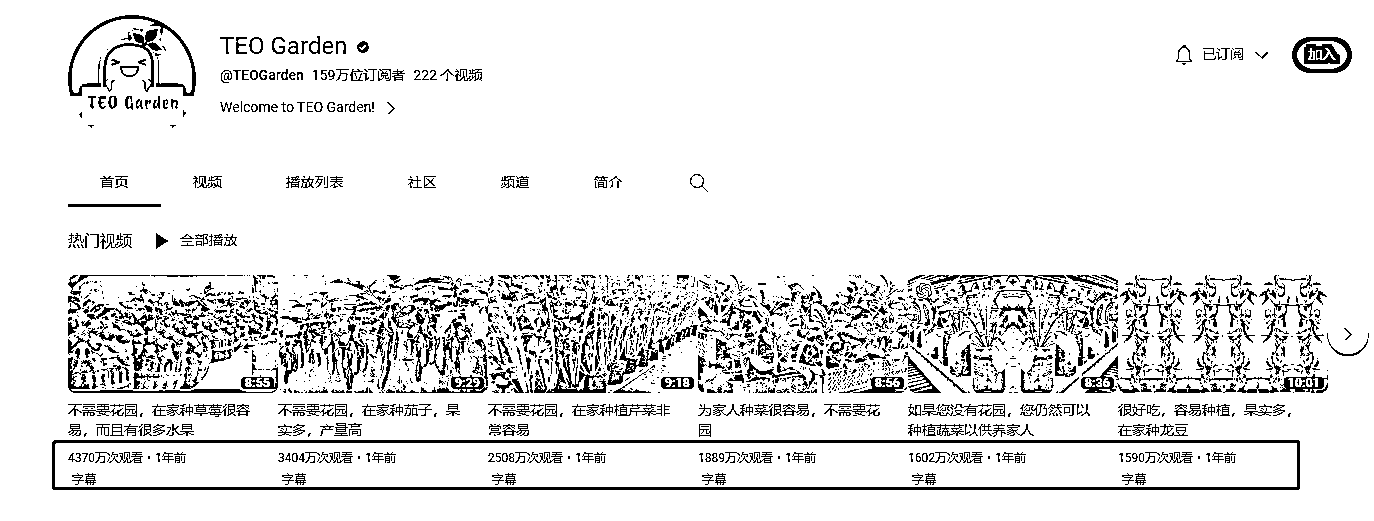 TEO Garden
TEO Garden
@TEOGarden 159万位订阅者 222 个视频
Welcome to TEO Garden!
已订阅
加入
首页 视频 播放列表 社区 频道 简介
热门视频 全部播放
8:55 9:29 9:18 8:56 8:36 10:01
不需要花园，在家种草莓很容
易，而且有很多水果
4370万次观看・1年前
字幕
不需要花园，在家种茄子，果
实多，产量高
3404万次观看・1年前
字幕
不需要花园，在家种植芹菜非
常容易
2508万次观看・1年前
字幕
为家人种菜很容易，不需要花
园
1889万次观看・1年前
字幕
如果您没有花园，您仍然可以
种植蔬菜以供养家人
1602万次观看・1年前
字幕
很好吃，容易种植，果实多，
在家种龙豆
1590万次观看・1年前
字幕